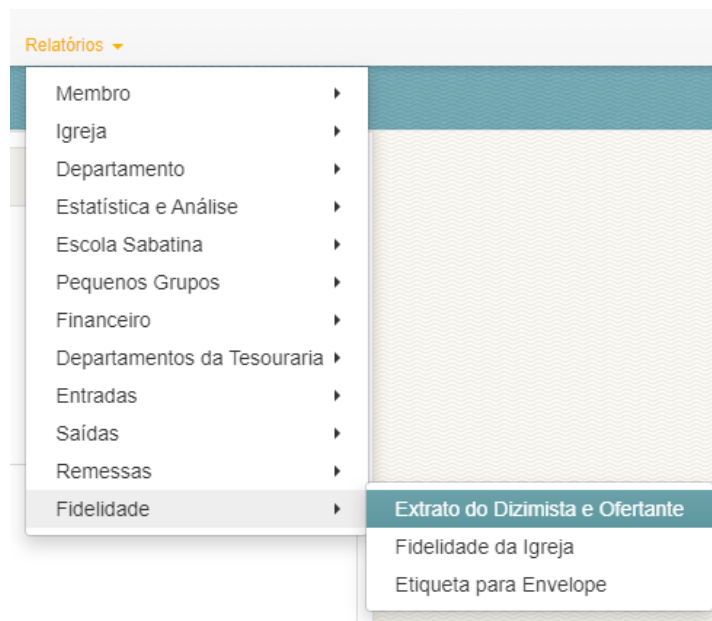 Relatórios
Membro
Igreja
Departamento
Estatística e Análise
Escola Sabatina
Pequenos Grupos
Financeiro
Departamentos da Tesouraria
Entradas
Saídas
Remessas
Fidelidade
Extrato do Dizimista e Ofertante
Fidelidade da Igreja
Etiqueta para Envelope